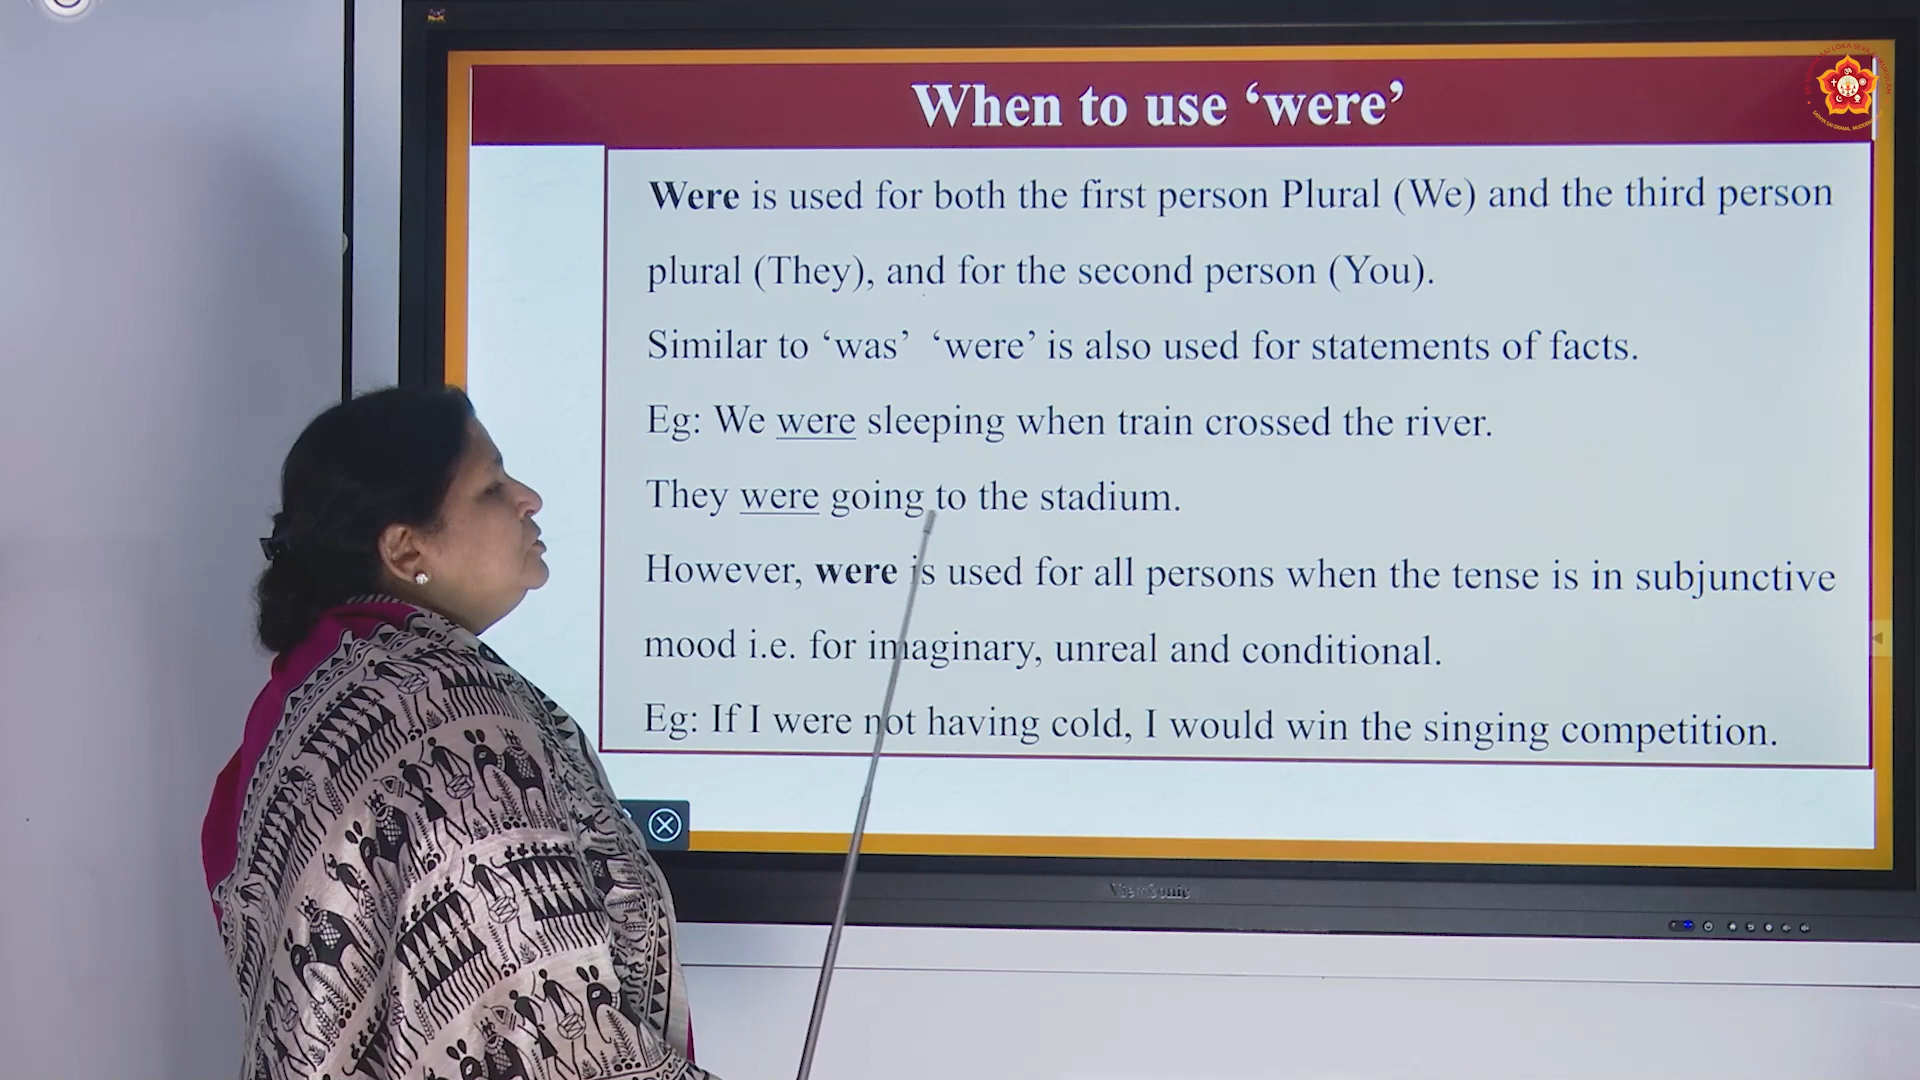 When to use ‘were’
Were is used for both the first person Plural (We) and the third person
plural (They), and for the second person (You).
Similar to ‘was’ ‘were’ is also used for statements of facts.
Eg: We were sleeping when train crossed the river.
They were going to the stadium.
However, were is used for all persons when the tense is in subjunctive
mood i.e. for imaginary, unreal and conditional.
Eg: If I were not having cold, I would win the singing competition.
ViewSonic